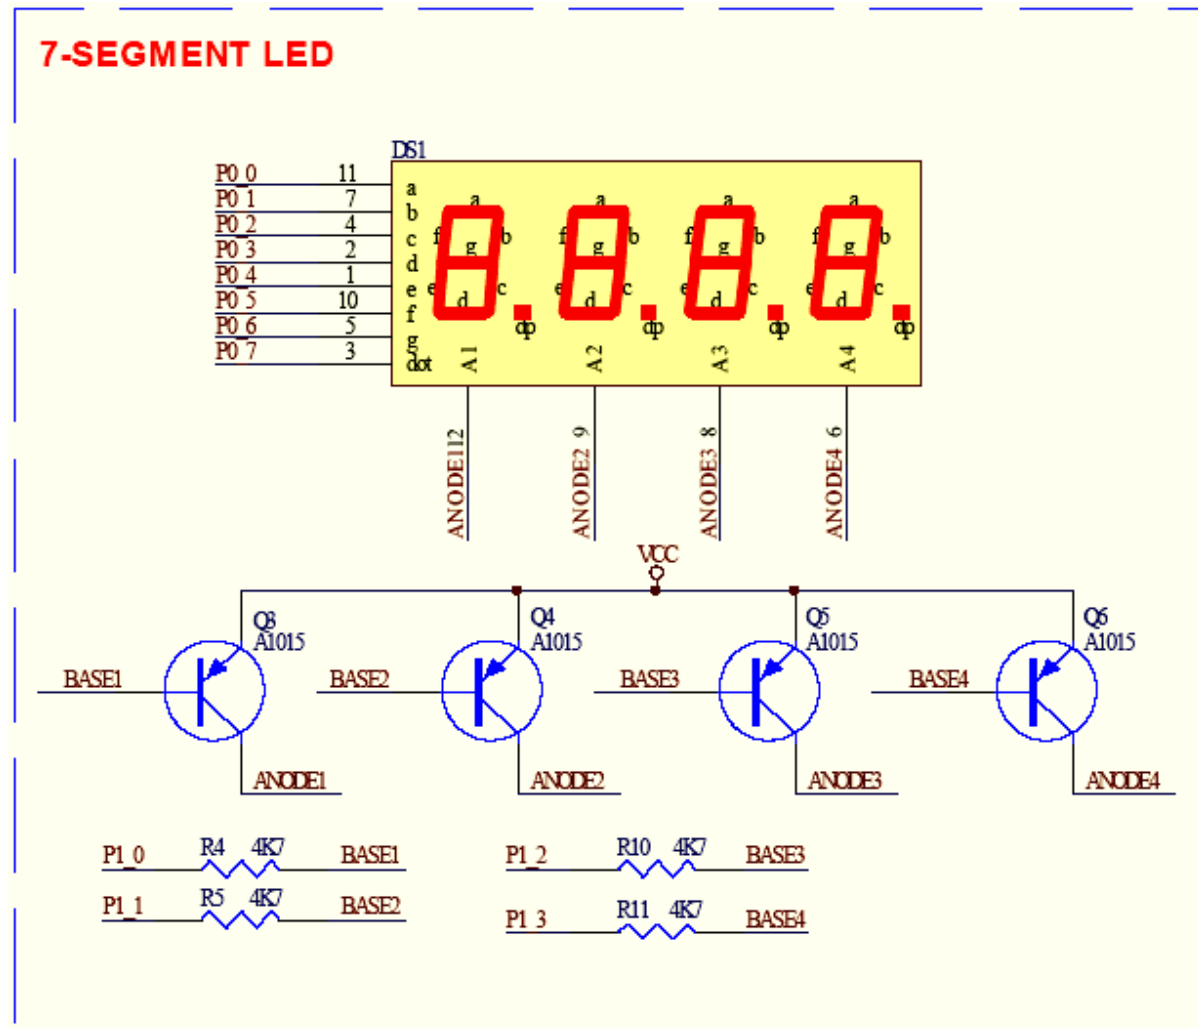 7-SEGMENT LED
DS1
P0_0 11 a
P0_1 7 b
P0_2 4 c
P0_3 2 d
P0_4 1 e
P0_5 10 f
P0_6 5 g
P0_7 3 dot
a a a a
f b f b f b f b
g g g g
e c e c e c e c
d d d d
dp dp dp dp
A1 A2 A3 A4
12 9 8 6
ANODE1 ANODE2 ANODE3 ANODE4
VCC
Q3 Q4 Q5 Q6
A1015 A1015 A1015 A1015
BASE1 BASE2 BASE3 BASE4
ANODE1 ANODE2 ANODE3 ANODE4
P1_0 R4 4K7 BASE1
P1_1 R5 4K7 BASE2
P1_2 R10 4K7 BASE3
P1_3 R11 4K7 BASE4